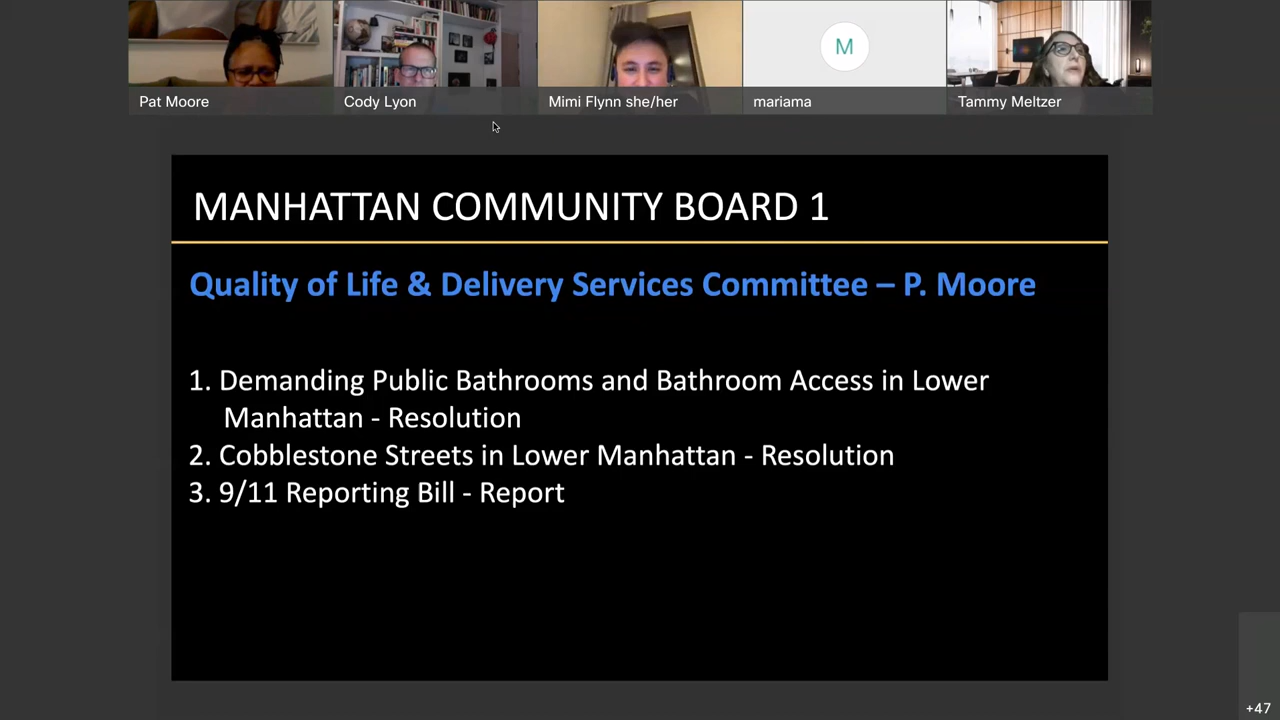 Pat Moore
Cody Lyon
Mimi Flynn she/her
M
mariama
Tammy Meltzer
MANHATTAN COMMUNITY BOARD 1
Quality of Life & Delivery Services Committee – P. Moore
1. Demanding Public Bathrooms and Bathroom Access in Lower
Manhattan - Resolution
2. Cobblestone Streets in Lower Manhattan - Resolution
3. 9/11 Reporting Bill - Report
+47